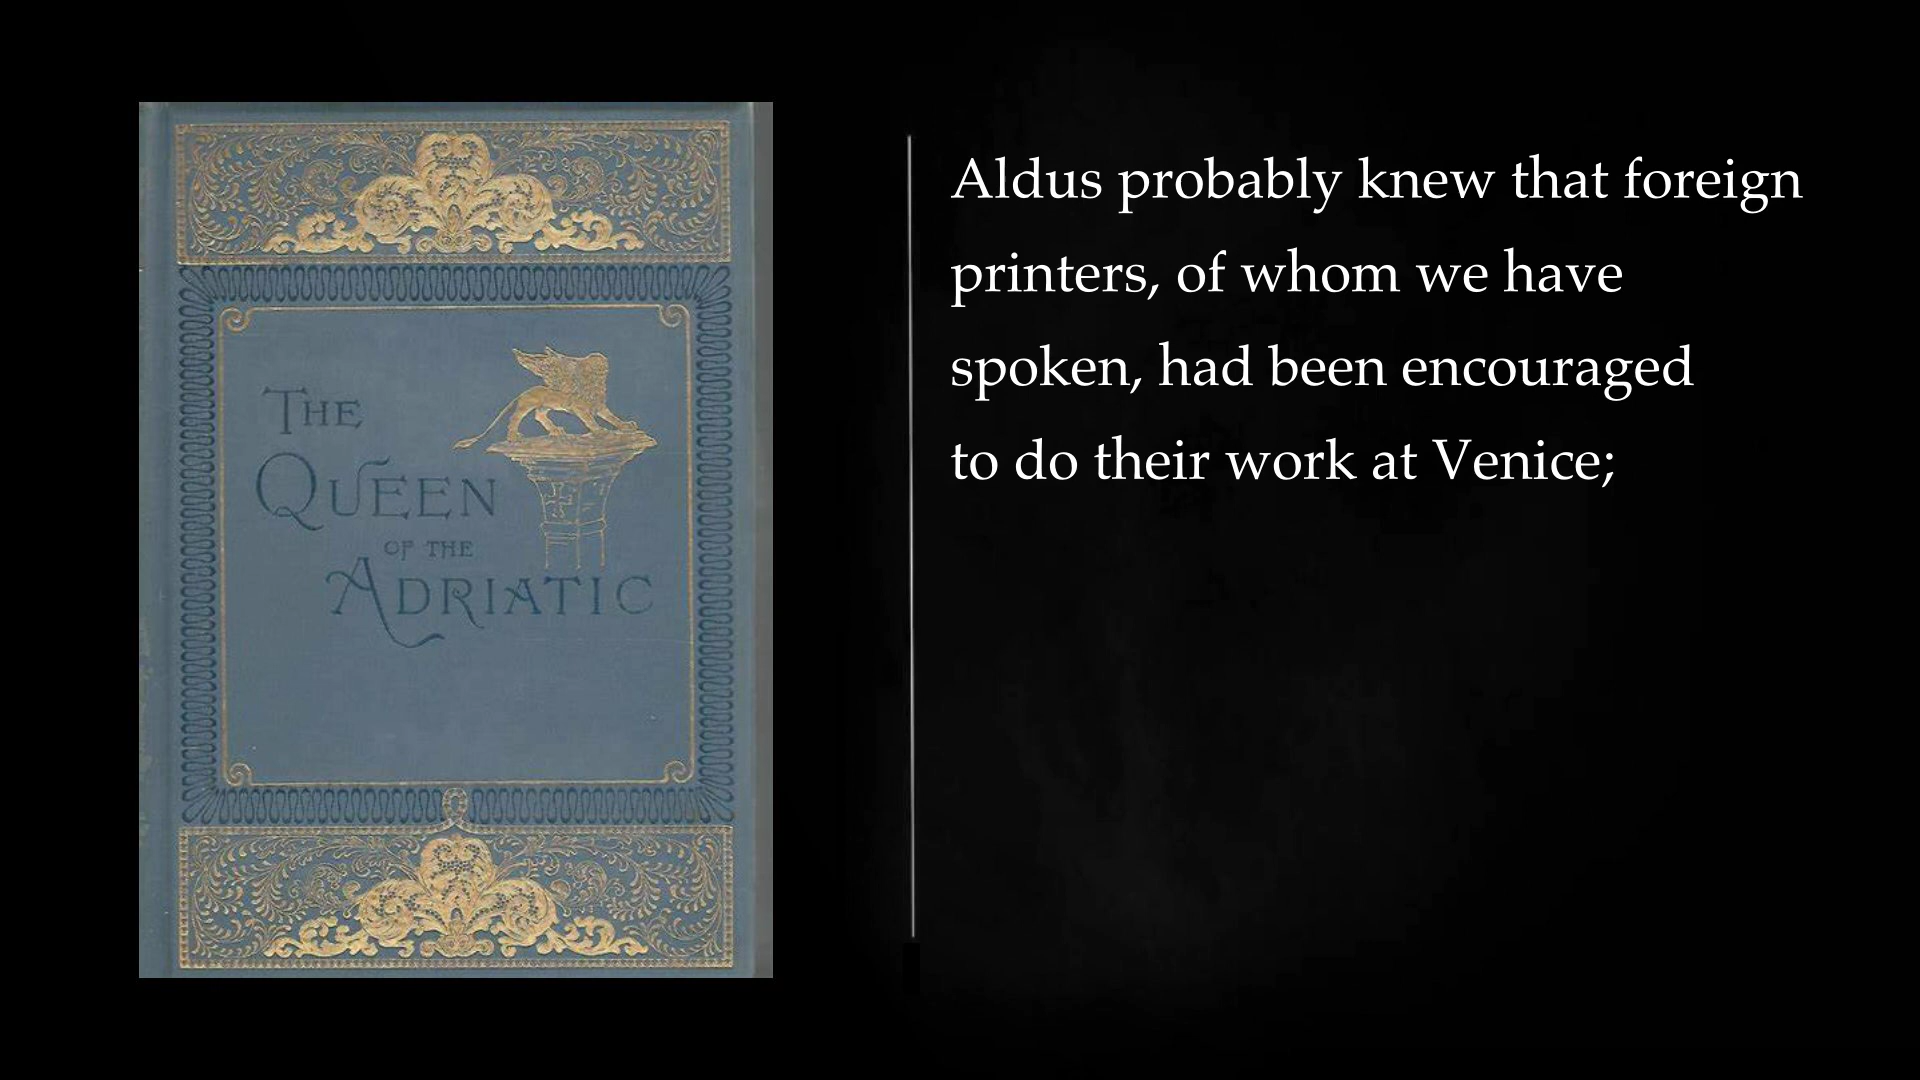 The
Queen
of the
Adriatic
Aldus probably knew that foreign
printers, of whom we have
spoken, had been encouraged
to do their work at Venice;